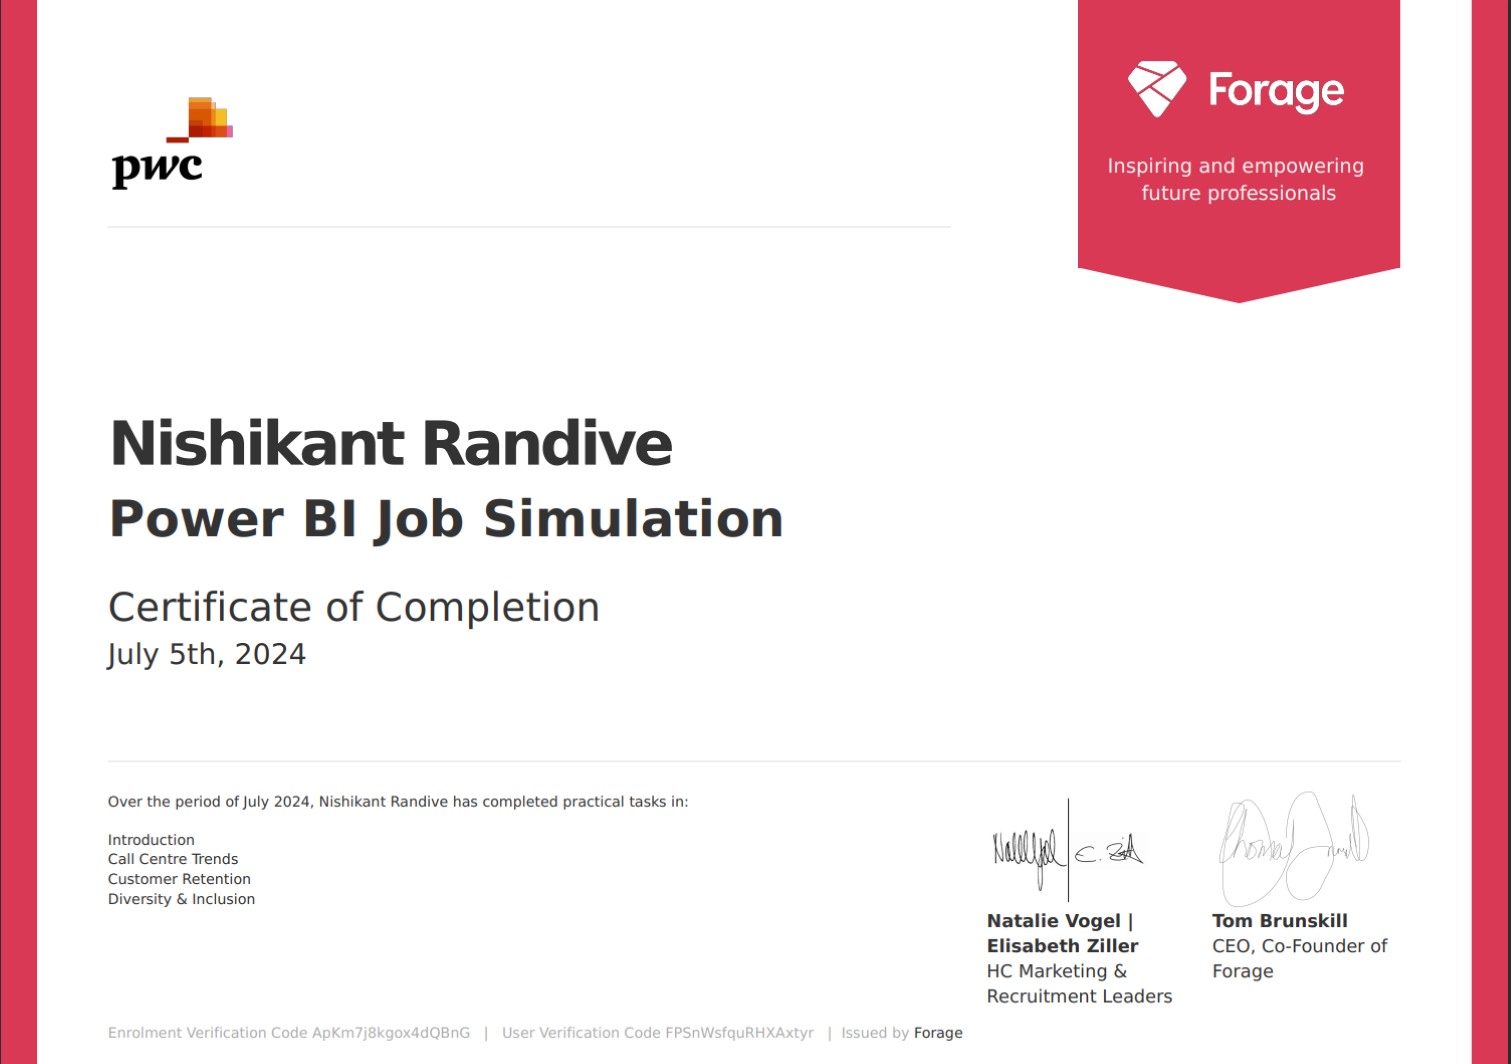 pwc
Forage
Inspiring and empowering
future professionals
Nishikant Randive
Power BI Job Simulation
Certificate of Completion
July 5th, 2024
Over the period of July 2024, Nishikant Randive has completed practical tasks in:
Introduction
Call Centre Trends
Customer Retention
Diversity & Inclusion
Natalie Vogel |
Elisabeth Ziller
HC Marketing &
Recruitment Leaders
Tom Brunskill
CEO, Co-Founder of
Forage
Enrolment Verification Code ApKm7j8kgox4dQBnG | User Verification Code FPSnWsfquRHXAxtyr | Issued by Forage